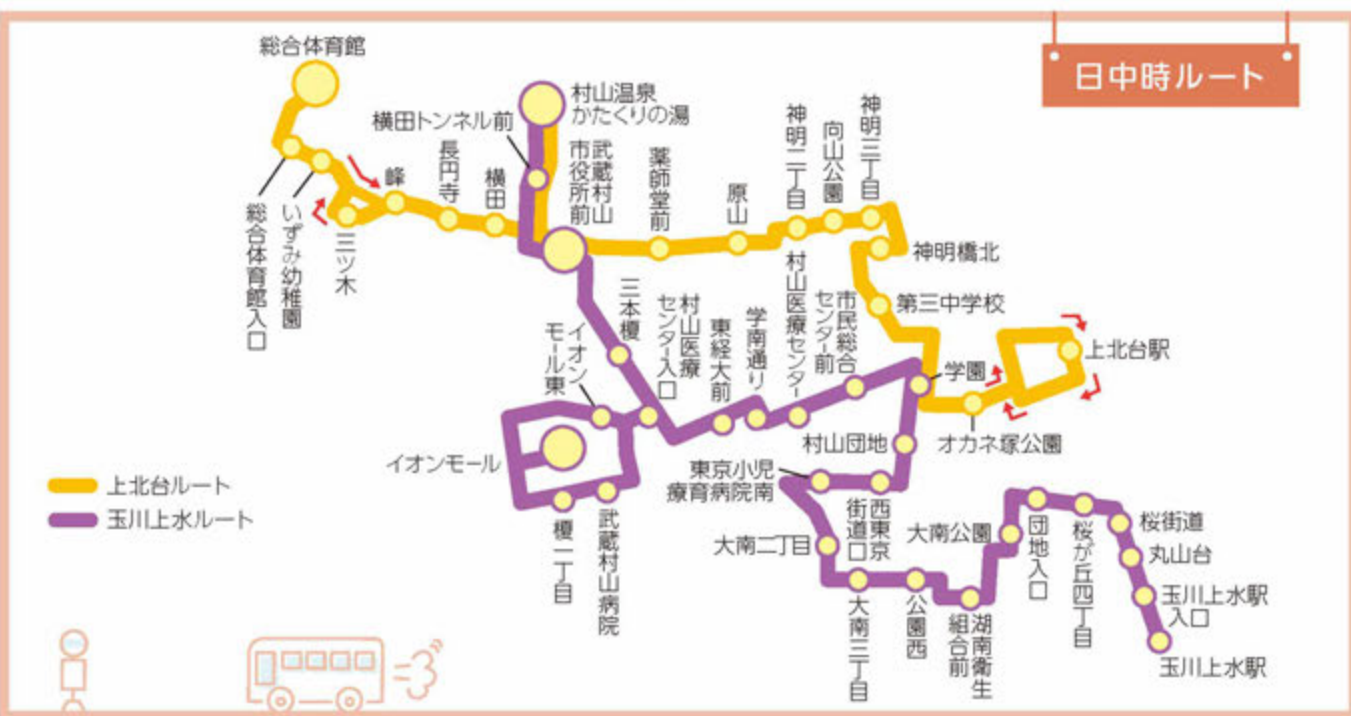 日中時ルート
総合体育館
横田トンネル前
村山温泉
かたくりの湯
総合体育館入口
いずみ幼稚園
三ツ木
峰
長円寺
横田
武蔵村山
市役所前
薬師堂前
原山
神明二丁目
向山公園
神明三丁目
神明橋北
第三中学校
上北台駅
学園
オカネ塚公園
三本榎
イオン
モール東
村山医療
センター入口
東経大前
学南通り
村山医療センター
市民総合
センター前
イオンモール
榎一丁目
武蔵村山病院
村山団地
東京小児
療育病院南
西東京
街道口
大南二丁目
大南三丁目
公園西
湖南衛生
組合前
大南公園
団地入口
桜が丘四丁目
桜街道
丸山台
玉川上水駅
入口
玉川上水駅
上北台ルート
玉川上水ルート